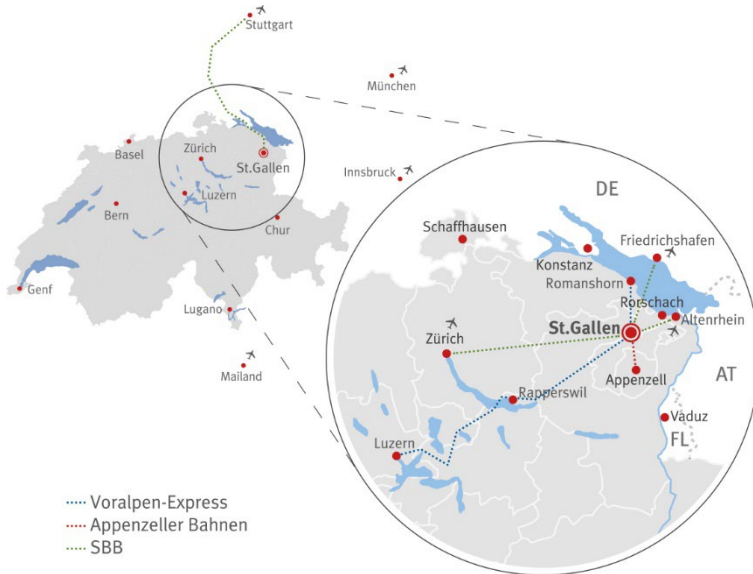 Stuttgart
München
Basel
Zürich
St.Gallen
Innsbruck
Luzern
Bern
Chur
Genf
Lugano
Mailand
DE
Schaffhausen
Friedrichshafen
Konstanz
Romanshorn
Rorschach
Altenrhein
St.Gallen
Zürich
Appenzell
AT
Rapperswil
Vaduz
FL
Luzern
Voralpen-Express
Appenzeller Bahnen
SBB